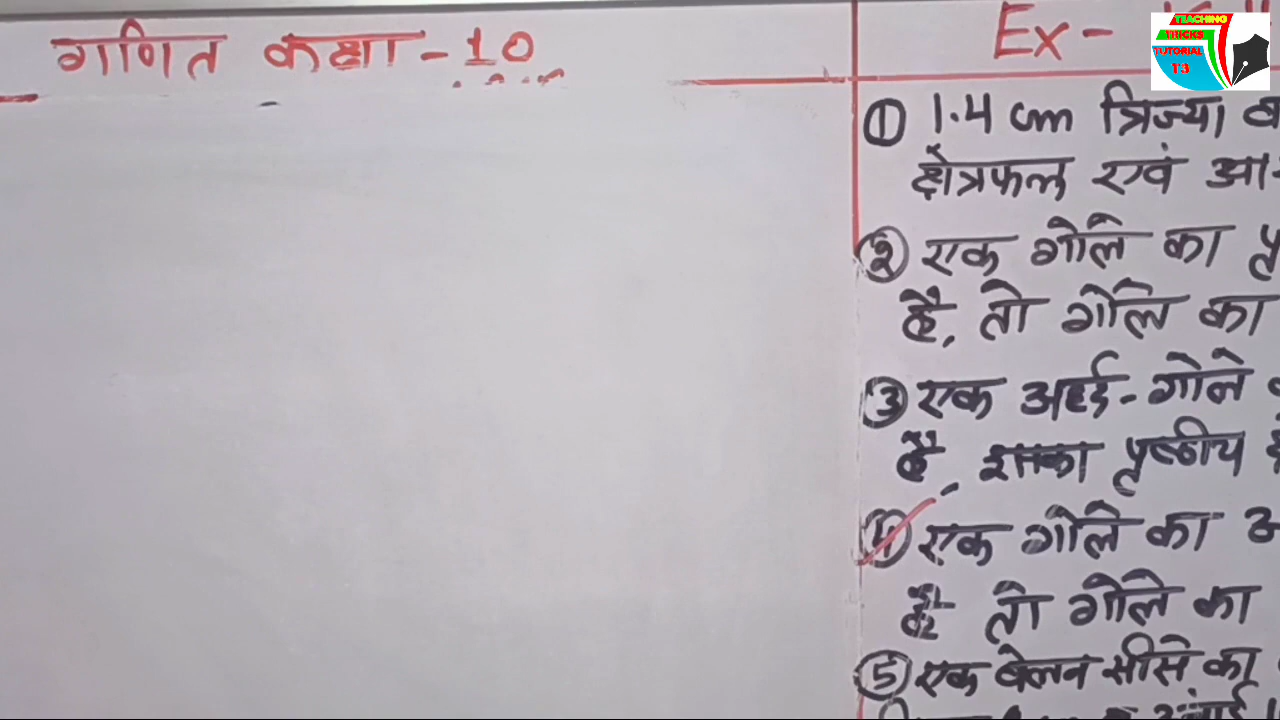 गणित कक्षा - 10
Ex-
TEACHING
TRICKS
TUTORIAL
T3
① 1.4 cm त्रिज्या
क्षेत्रफल एवं
② एक गोले का
है, तो गोले का
③ एक अर्द्ध-गोले
है, इसका पृष्ठीय
④ एक गोले का
है तो गोले का
⑤ एक बेलन सीसे का